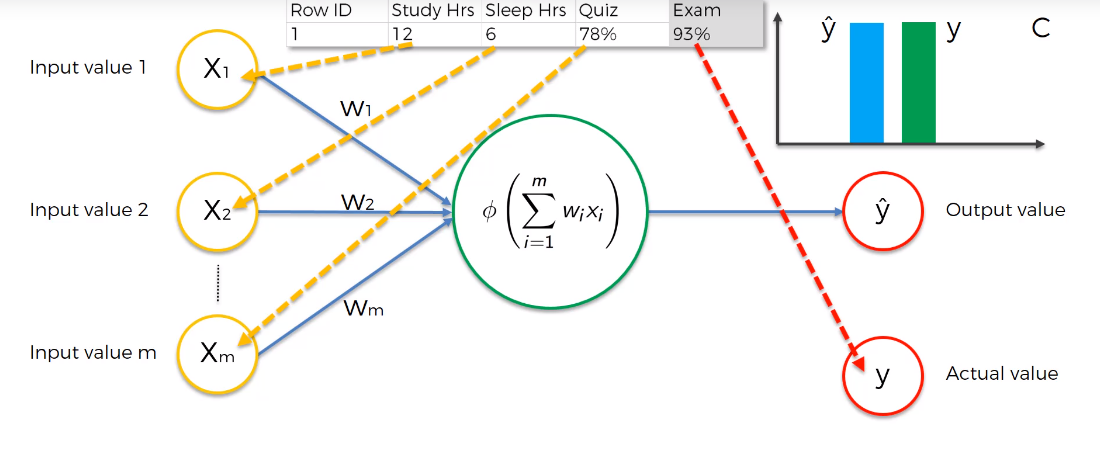 Row ID Study Hrs Sleep Hrs Quiz Exam
1 12 6 78% 93%
ŷ y C
Input value 1 X1
W1
Input value 2 X2 W2 ϕ(∑_{i=1}^{m} wᵢxᵢ) ŷ Output value
Wm
Input value m Xm
y Actual value